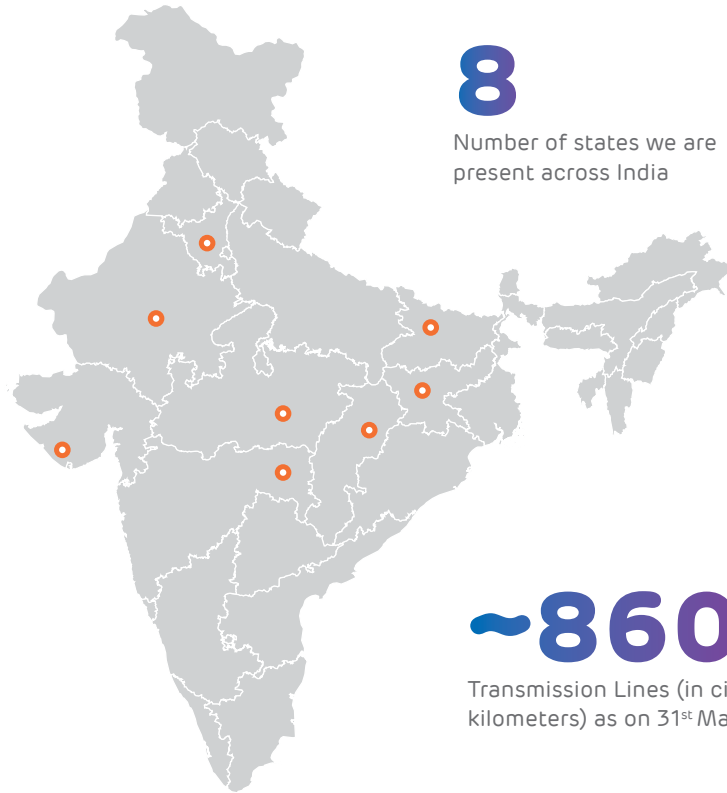 8
Number of states we are
present across India
~860
Transmission Lines (in ci
kilometers) as on 31st Ma